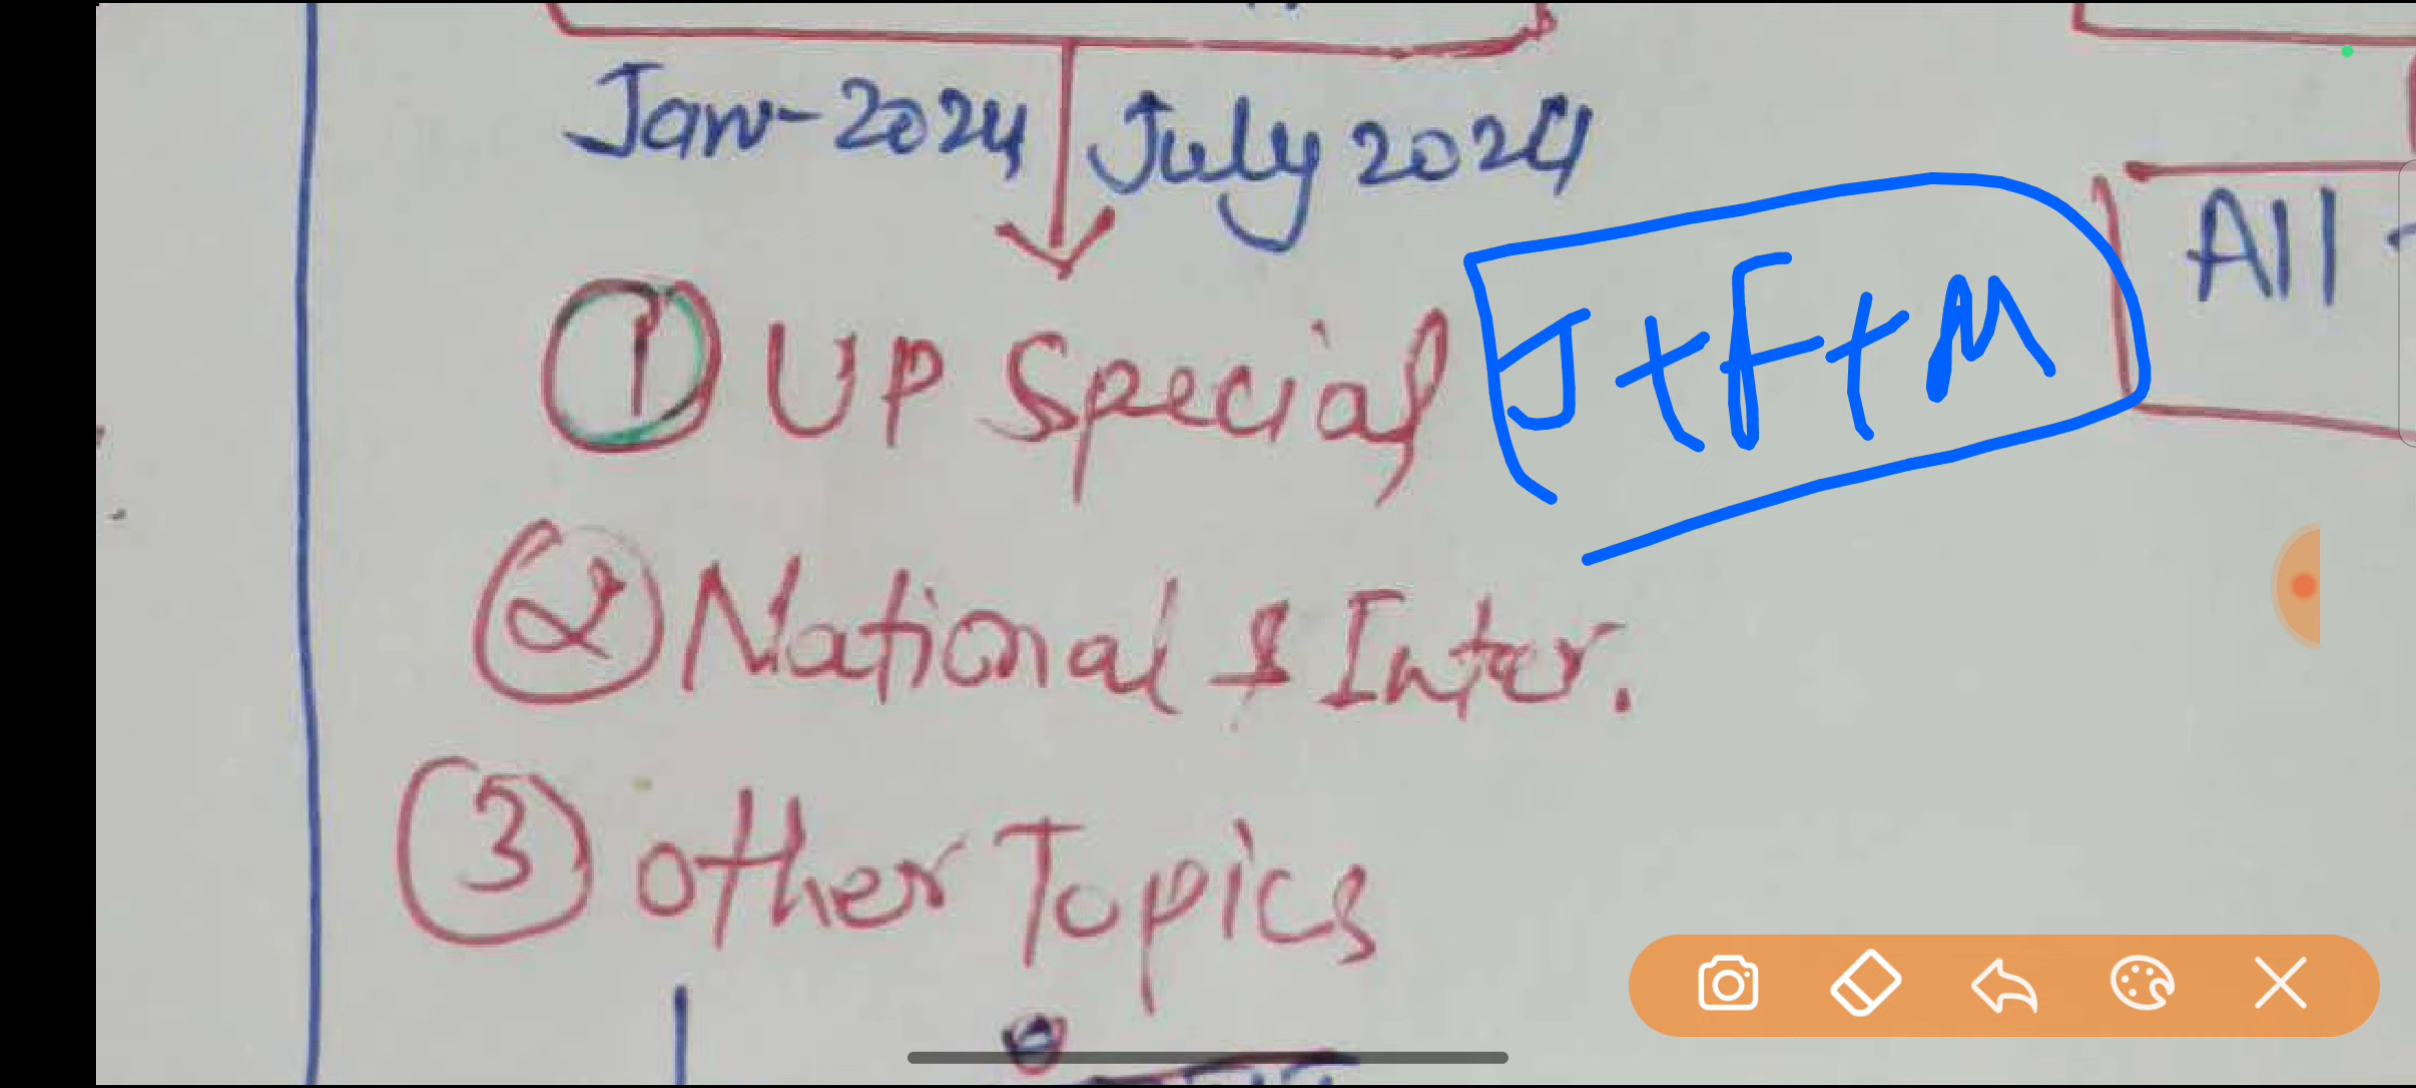 Jan-2024 July 2024
① UP Special J+F+M
All
② National & Inter.
③ Other Topics